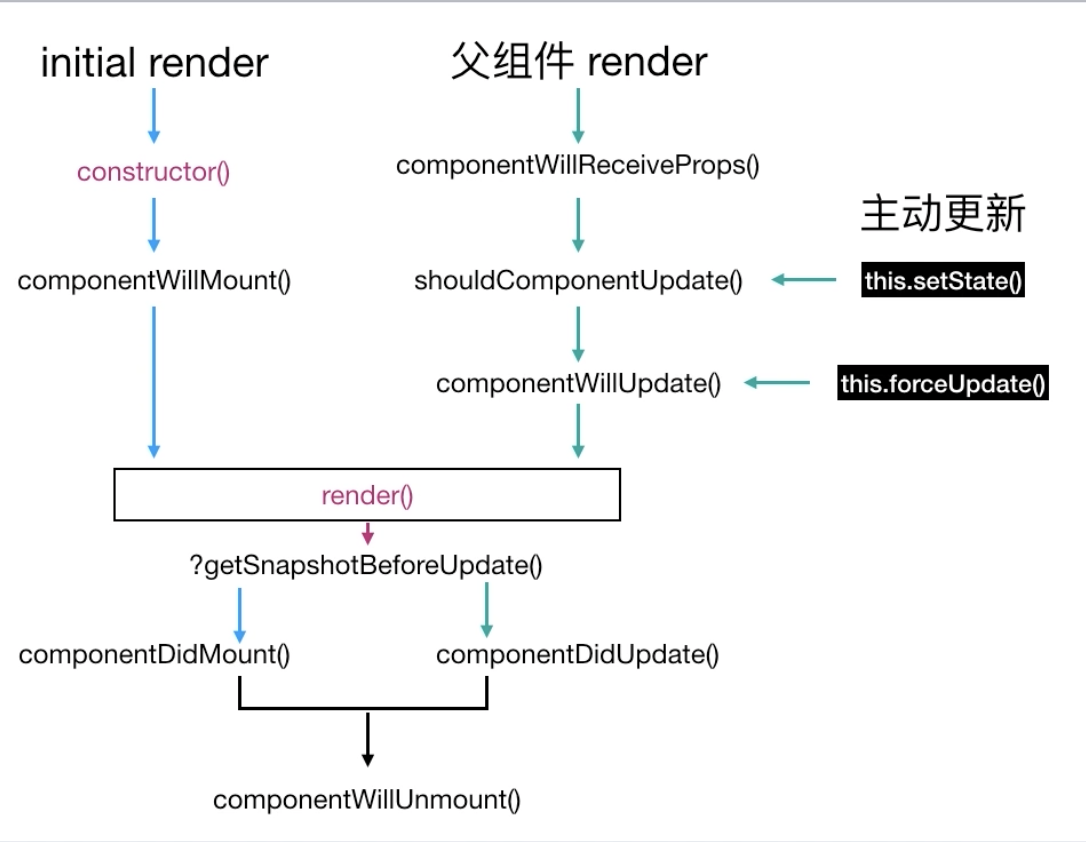 initial render
父组件 render
constructor()
componentWillReceiveProps()
主动更新
componentWillMount()
shouldComponentUpdate()
this.setState()
componentWillUpdate()
this.forceUpdate()
render()
?getSnapshotBeforeUpdate()
componentDidMount()
componentDidUpdate()
componentWillUnmount()